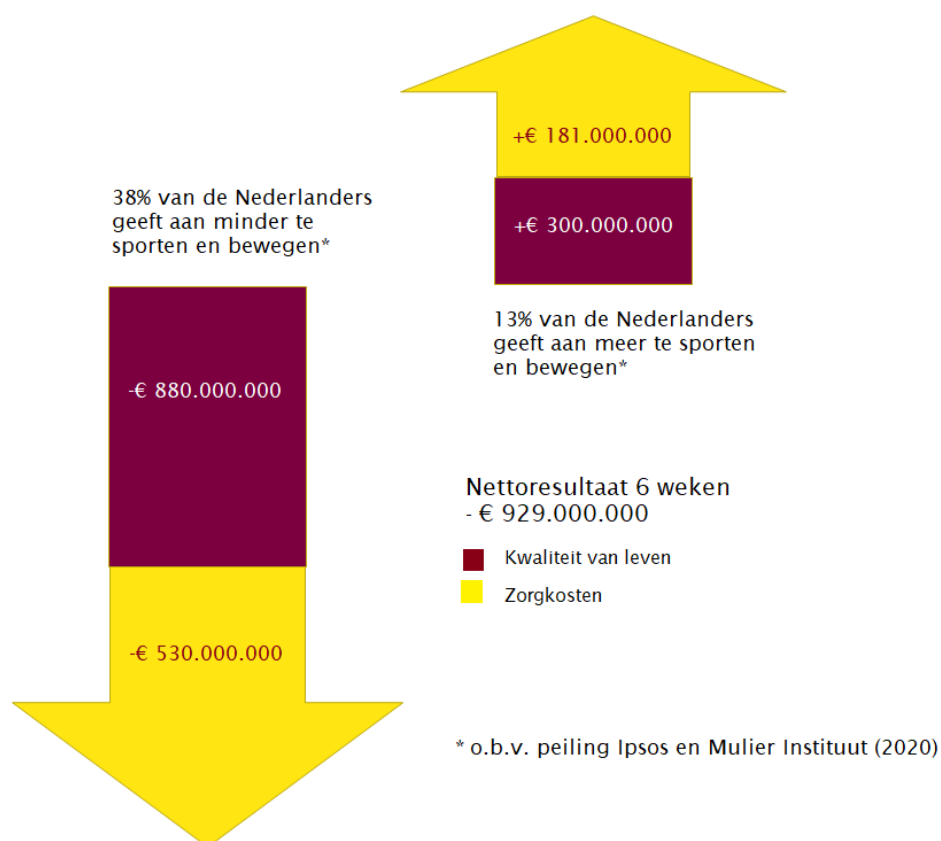 +€ 181.000.000
+€ 300.000.000
13% van de Nederlanders
geeft aan meer te sporten
en bewegen*
38% van de Nederlanders
geeft aan minder te
sporten en bewegen*
-€ 880.000.000
-€ 530.000.000
Nettoresultaat 6 weken
- € 929.000.000
Kwaliteit van leven
Zorgkosten
* o.b.v. peiling Ipsos en Mulier Instituut (2020)